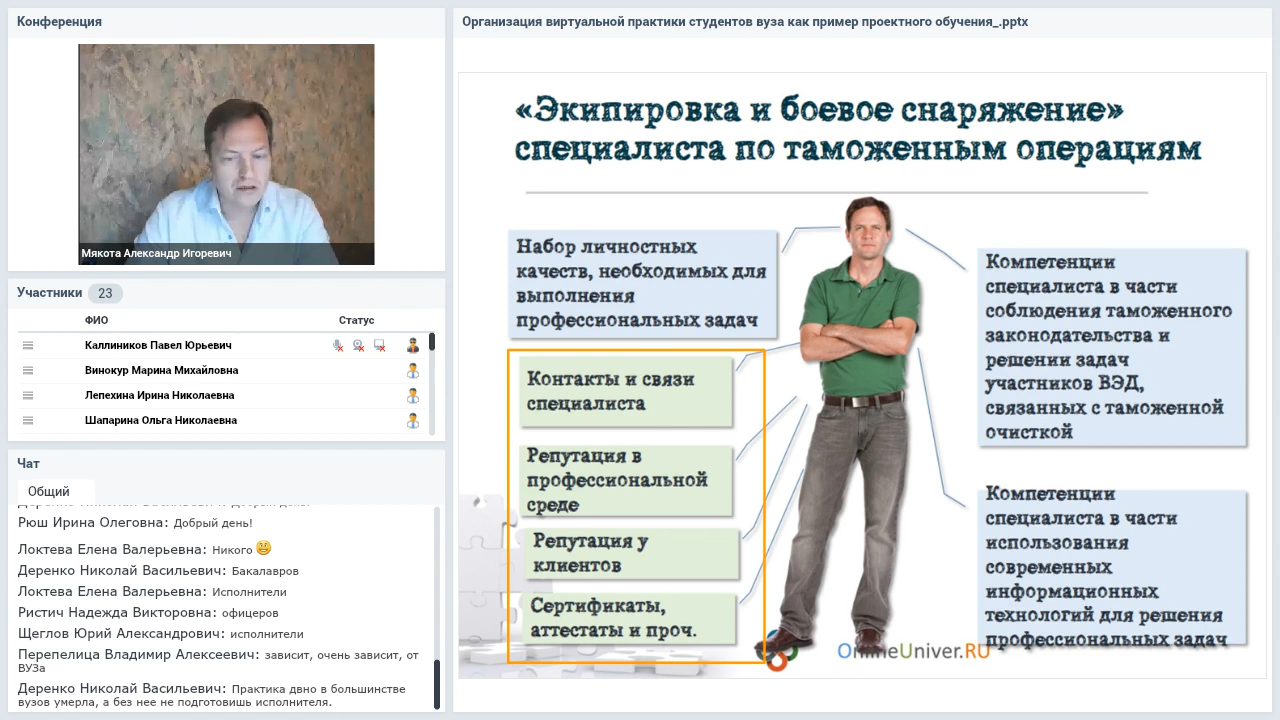 Конференция
Мякота Александр Игоревич
Участники 23
ФИО Статус
Каллиников Павел Юрьевич
Винокур Марина Михайловна
Лепехина Ирина Николаевна
Шапарина Ольга Николаевна
Чат
Общий
Рюш Ирина Олеговна: Добрый день!
Локтева Елена Валерьевна: Никого
Деренко Николай Васильевич: Бакалавров
Локтева Елена Валерьевна: Исполнители
Ристич Надежда Викторовна: офицеров
Щеглов Юрий Александрович: исполнители
Перепелица Владимир Алексеевич: зависит, очень зависит, от
ВУЗа
Деренко Николай Васильевич: Практика двно в большинстве
вузов умерла, а без нее не подготовишь исполнителя.
Организация виртуальной практики студентов вуза как пример проектного обучения_.pptx
«Экипировка и боевое снаряжение»
специалиста по таможенным операциям
Набор личностных
качеств, необходимых для
выполнения
профессиональных задач
Контакты и связи
специалиста
Репутация в
профессиональной
среде
Репутация у
клиентов
Сертификаты,
аттестаты и проч.
Компетенции
специалиста в части
соблюдения таможенного
законодательства и
решении задач
участников ВЭД,
связанных с таможенной
очисткой
Компетенции
специалиста в части
использования
современных
информационных
технологий для решения
профессиональных задач
OnlineUniver.RU